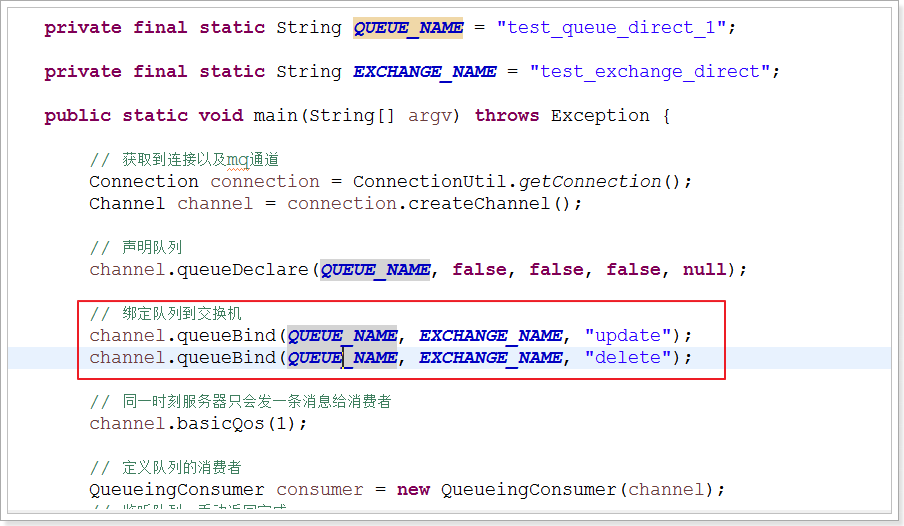 private final static String QUEUE_NAME = "test_queue_direct_1";
private final static String EXCHANGE_NAME = "test_exchange_direct";
public static void main(String[] argv) throws Exception {
// 获取到连接以及mq通道
Connection connection = ConnectionUtil.getConnection();
Channel channel = connection.createChannel();
// 声明队列
channel.queueDeclare(QUEUE_NAME, false, false, false, null);
// 绑定队列到交换机
channel.queueBind(QUEUE_NAME, EXCHANGE_NAME, "update");
channel.queueBind(QUEUE_NAME, EXCHANGE_NAME, "delete");
// 同一时刻服务器只会发一条消息给消费者
channel.basicQos(1);
// 定义队列的消费者
QueueingConsumer consumer = new QueueingConsumer(channel);